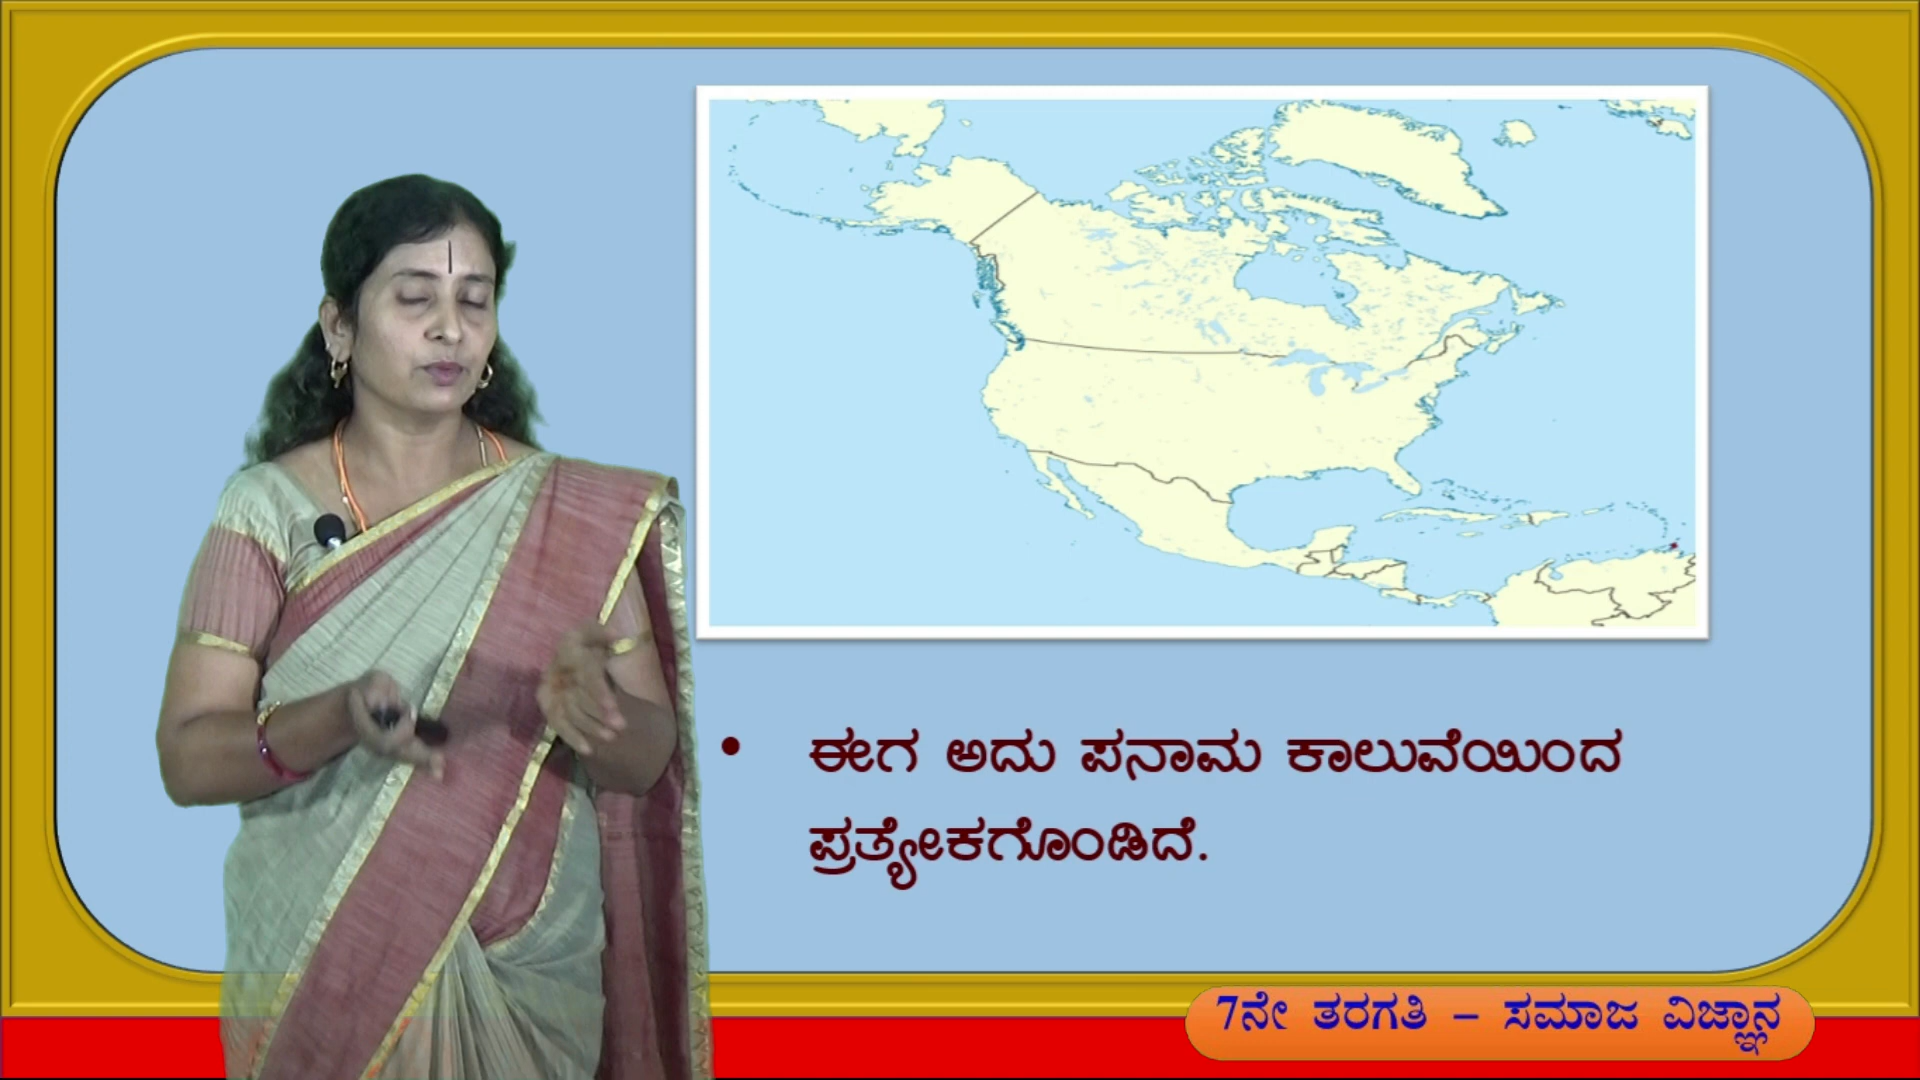 • ಈಗ ಅದು ಪನಾಮ ಕಾಲುವೆಯಿಂದ
ಪ್ರತ್ಯೇಕಗೊಂಡಿದೆ.
7ನೇ ತರಗತಿ – ಸಮಾಜ ವಿಜ್ಞಾನ